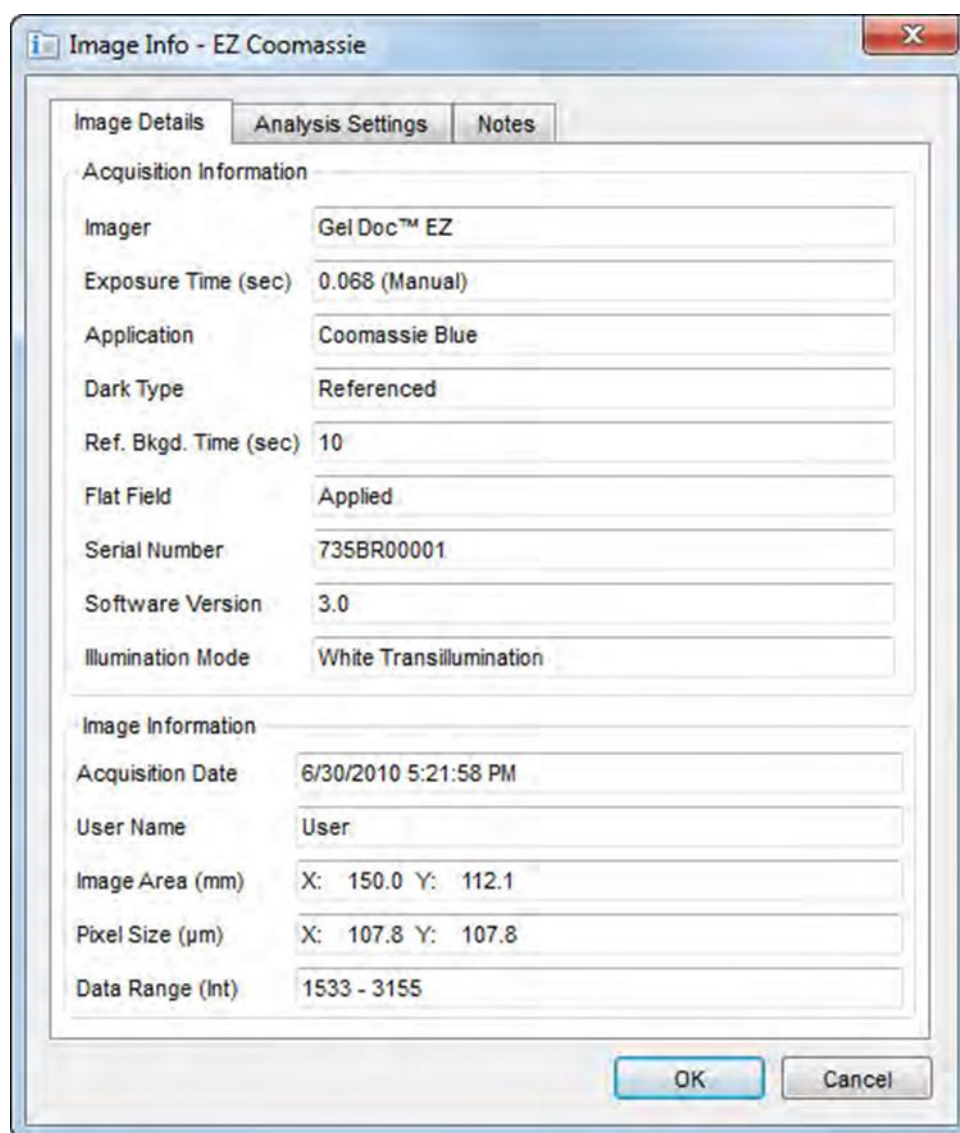 Image Info - EZ Coomassie
Image Details Analysis Settings Notes
Acquisition Information
Imager Gel Doc™ EZ
Exposure Time (sec) 0.068 (Manual)
Application Coomassie Blue
Dark Type Referenced
Ref. Bkgd. Time (sec) 10
Flat Field Applied
Serial Number 735BR00001
Software Version 3.0
Illumination Mode White Transillumination
Image Information
Acquisition Date 6/30/2010 5:21:58 PM
User Name User
Image Area (mm) X: 150.0 Y: 112.1
Pixel Size (µm) X: 107.8 Y: 107.8
Data Range (Int) 1533 - 3155
OK Cancel